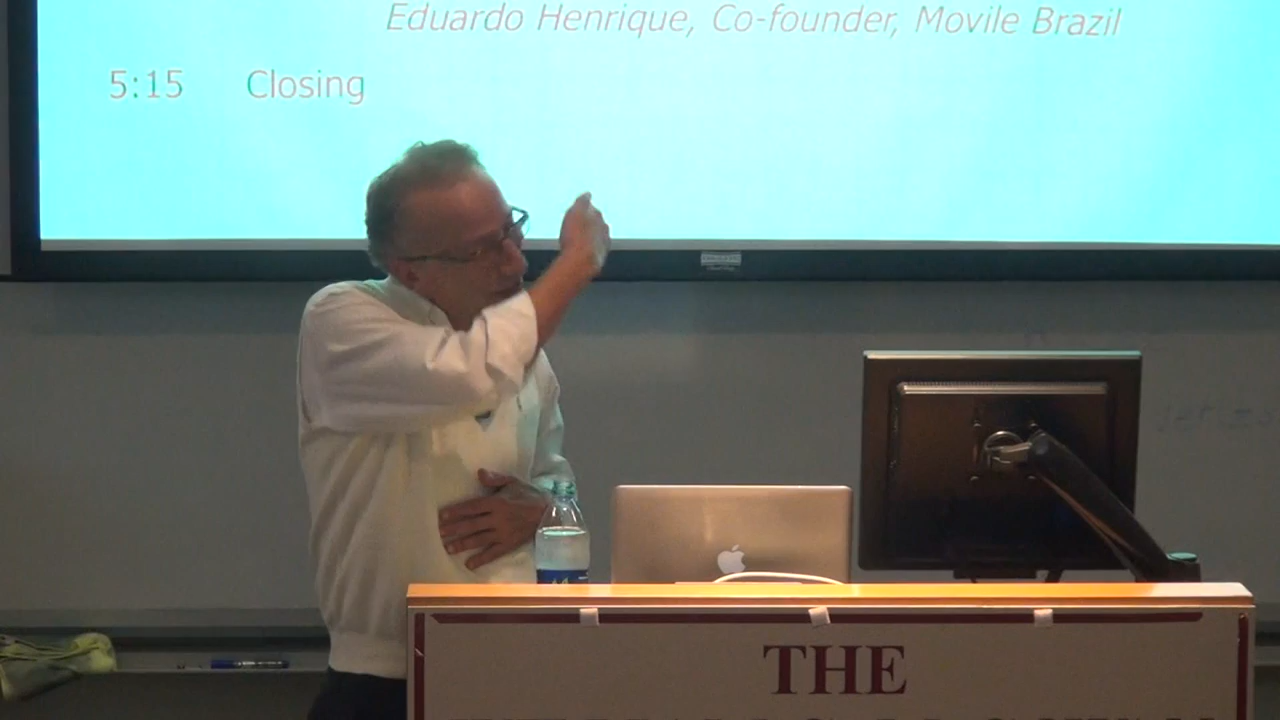 Eduardo Henrique, Co-founder, Movile Brazil
5:15 Closing
THE